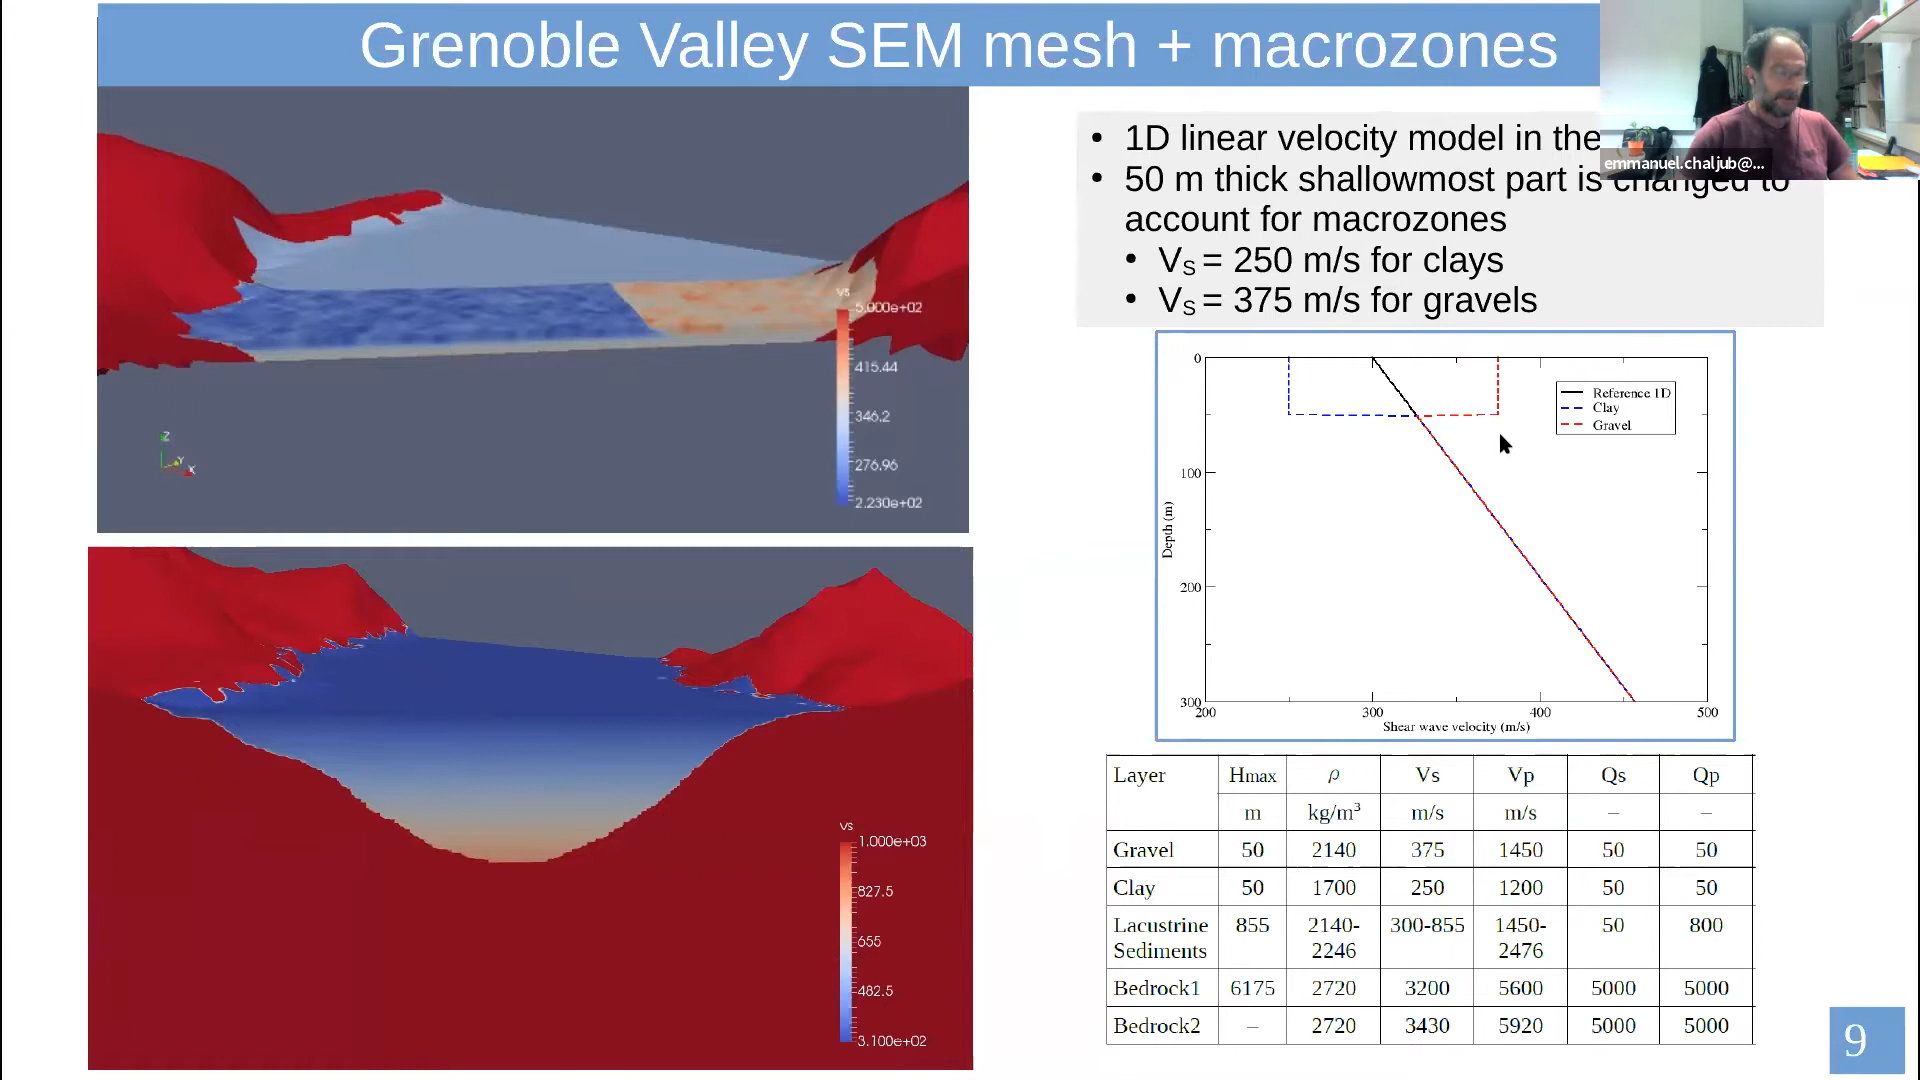 Grenoble Valley SEM mesh + macrozones
emmanuel.chaljub@...
• 1D linear velocity model in the
• 50 m thick shallowmost part is changed to
account for macrozones
• VS = 250 m/s for clays
• VS = 375 m/s for gravels
vs
5.000e+02
415.44
346.2
276.96
2.230e+02
Z
Y
X
vs
1.000e+03
827.5
655
482.5
3.100e+02
Reference 1D
Clay
Gravel
0
100
200
300
Depth (m)
200 300 400 500
Shear wave velocity (m/s)
Layer Hmax ρ Vs Vp Qs Qp
m kg/m³ m/s m/s – –
Gravel 50 2140 375 1450 50 50
Clay 50 1700 250 1200 50 50
Lacustrine 855 2140- 300-855 1450- 50 800
Sediments 2246 2476
Bedrock1 6175 2720 3200 5600 5000 5000
Bedrock2 – 2720 3430 5920 5000 5000
9